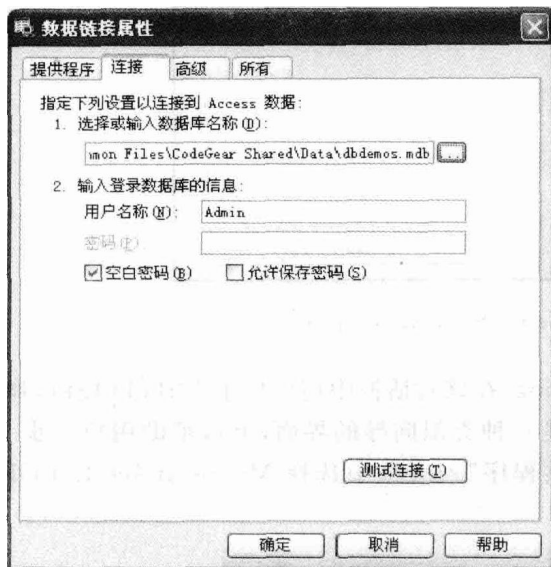 数据链接属性
提供程序 连接 高级 所有
指定下列设置以连接到 Access 数据:
1. 选择或输入数据库名称(D):
mon Files\CodeGear Shared\Data\dbdemos.mdb ...
2. 输入登录数据库的信息:
用户名称(N): Admin
密码(P):
空白密码(B) 允许保存密码(S)
测试连接(T)
确定 取消 帮助